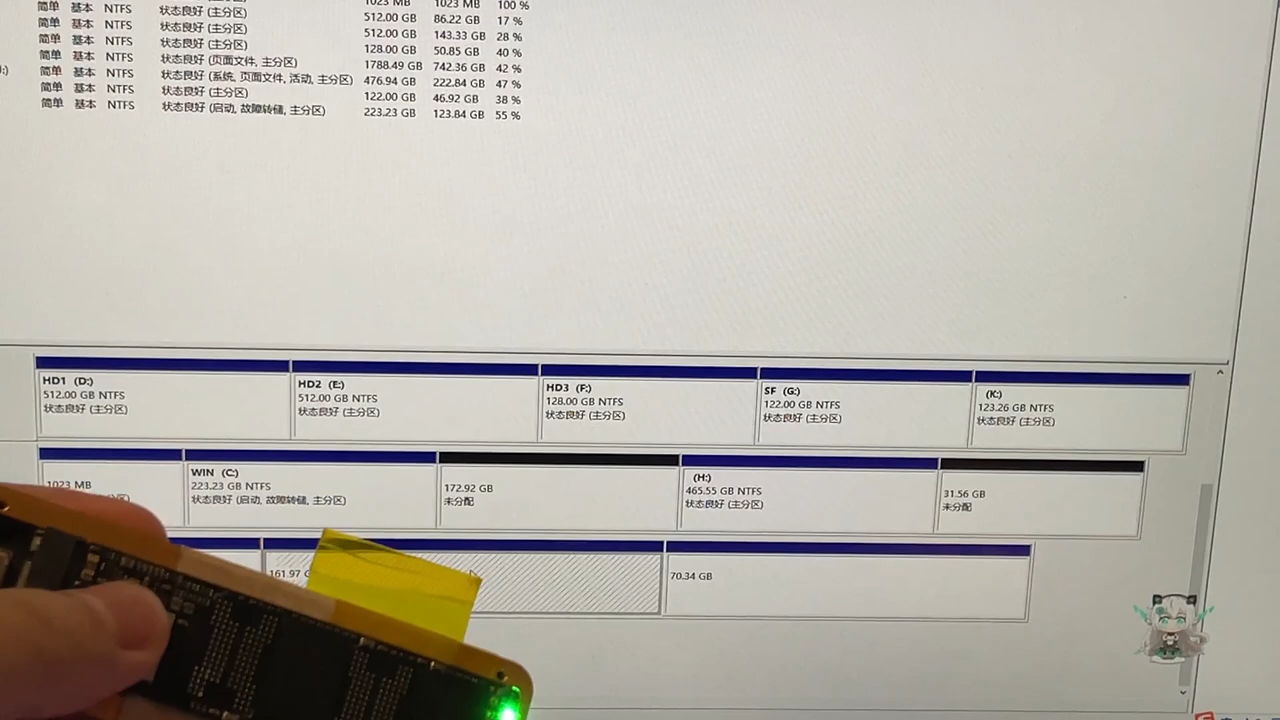 简单 基本 NTFS 状态良好 (主分区) 1023 MB 1023 MB 100 %
简单 基本 NTFS 状态良好 (主分区) 512.00 GB 86.22 GB 17 %
简单 基本 NTFS 状态良好 (主分区) 512.00 GB 143.33 GB 28 %
简单 基本 NTFS 状态良好 (页面文件, 主分区) 128.00 GB 50.85 GB 40 %
简单 基本 NTFS 状态良好 (系统, 页面文件, 活动, 主分区) 1788.49 GB 742.36 GB 42 %
简单 基本 NTFS 状态良好 (主分区) 476.94 GB 222.84 GB 47 %
简单 基本 NTFS 状态良好 (启动, 故障转储, 主分区) 122.00 GB 46.92 GB 38 %
223.23 GB 123.84 GB 55 %
HD1 (D:)
512.00 GB NTFS
状态良好 (主分区)
HD2 (E:)
512.00 GB NTFS
状态良好 (主分区)
HD3 (F:)
128.00 GB NTFS
状态良好 (主分区)
SF (G:)
122.00 GB NTFS
状态良好 (主分区)
(K:)
123.26 GB NTFS
状态良好 (主分区)
1023 MB
WIN (C:)
223.23 GB NTFS
状态良好 (启动, 故障转储, 主分区)
172.92 GB
未分配
(H:)
465.55 GB NTFS
状态良好 (主分区)
31.56 GB
未分配
161.97
70.34 GB